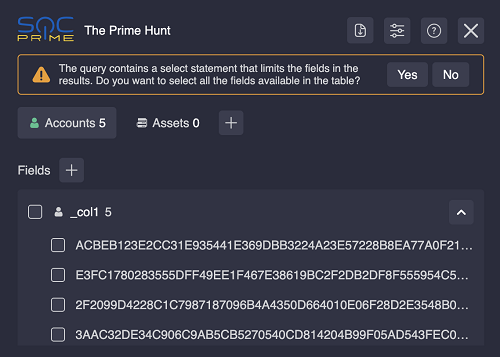 SOC
PRIME
The Prime Hunt
The query contains a select statement that limits the fields in the
results. Do you want to select all the fields available in the table?
Yes
No
Accounts 5
Assets 0
Fields
_col1 5
ACBEB123E2CC31E935441E369DBB3224A23E57228B8EA77A0F21...
E3FC1780283555DFF49EE1F467E38619BC2F2DB2DF8F555954C5...
2F2099D4228C1C7987187096B4A4350D664010E06F28D2E3548B0...
3AAC32DE34C906C9AB5CB5270540CD814204B99F05AD543FEC0...